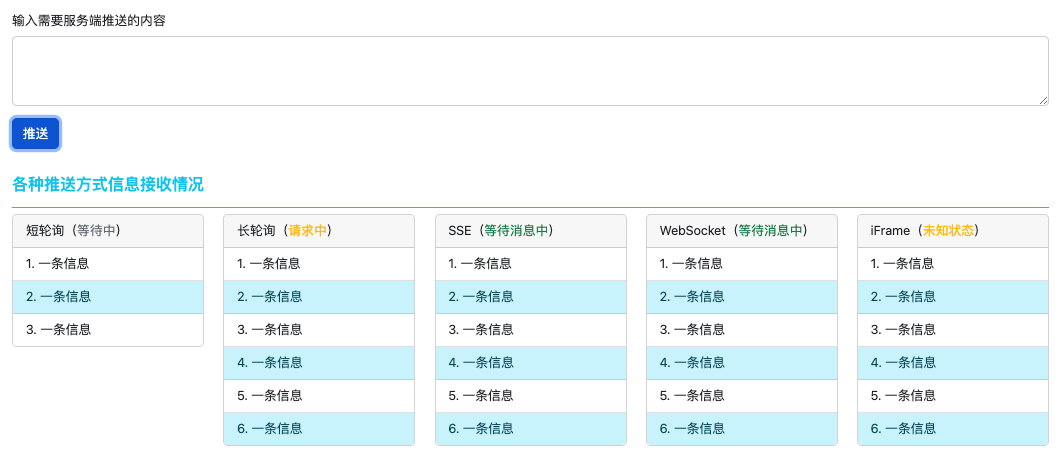 输入需要服务端推送的内容
推送
各种推送方式信息接收情况
短轮询（等待中）
1. 一条信息
2. 一条信息
3. 一条信息
长轮询（请求中）
1. 一条信息
2. 一条信息
3. 一条信息
4. 一条信息
5. 一条信息
6. 一条信息
SSE（等待消息中）
1. 一条信息
2. 一条信息
3. 一条信息
4. 一条信息
5. 一条信息
6. 一条信息
WebSocket（等待消息中）
1. 一条信息
2. 一条信息
3. 一条信息
4. 一条信息
5. 一条信息
6. 一条信息
iFrame（未知状态）
1. 一条信息
2. 一条信息
3. 一条信息
4. 一条信息
5. 一条信息
6. 一条信息